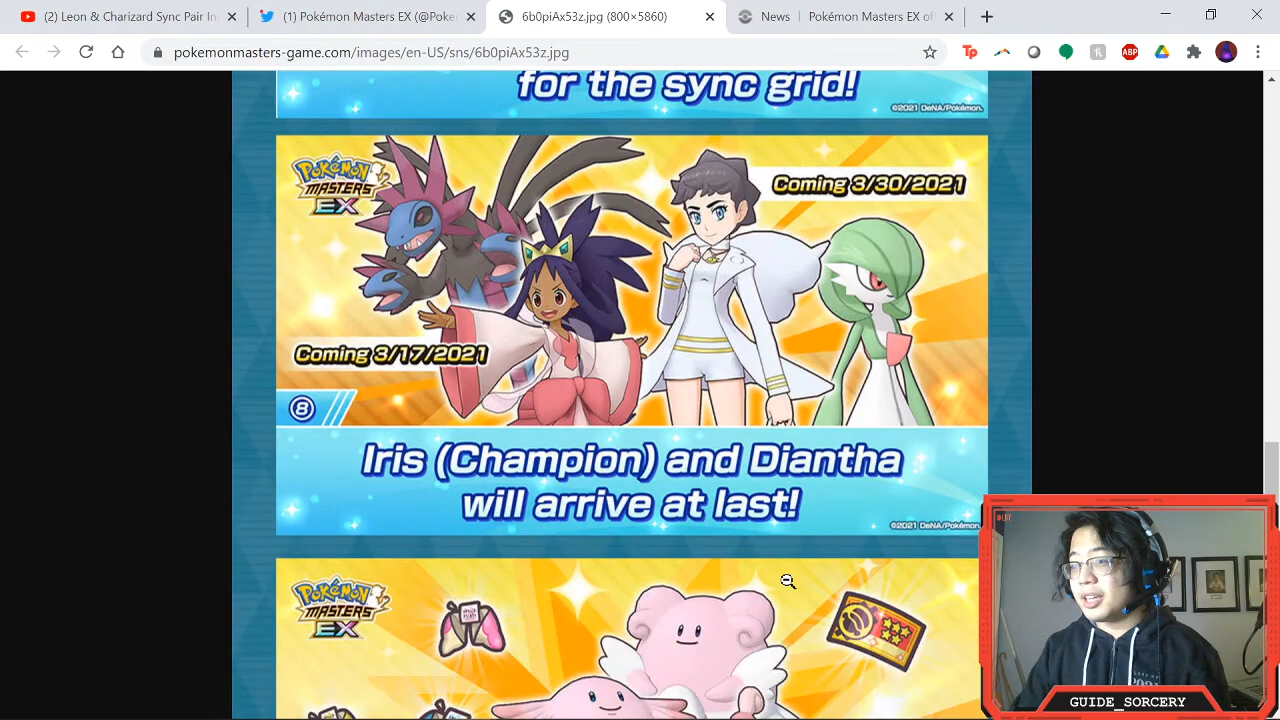 (2) Leon & Charizard Sync Pair In
(1) Pokémon Masters EX (@Poke
6b0piAx53z.jpg (800×5860)
News | Pokémon Masters EX of
pokemonmasters-game.com/images/en-US/sns/6b0piAx53z.jpg
Tp
ABP
for the sync grid!
©2021 DeNA/Pokémon.
POKÉMON
MASTERS
EX
Coming 3/30/2021
Coming 3/17/2021
8
Iris (Champion) and Diantha
will arrive at last!
©2021 DeNA/Pokémon.
POKÉMON
MASTERS
EX
GUIDE_SORCERY